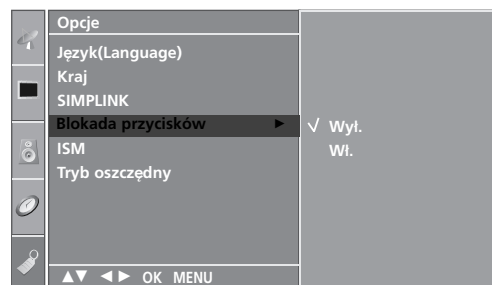 Opcje
Język(Language)
Kraj
SIMPLINK
Blokada przycisków ►
√ Wył.
Wł.
ISM
Tryb oszczędny
▲▼ ◄► OK MENU